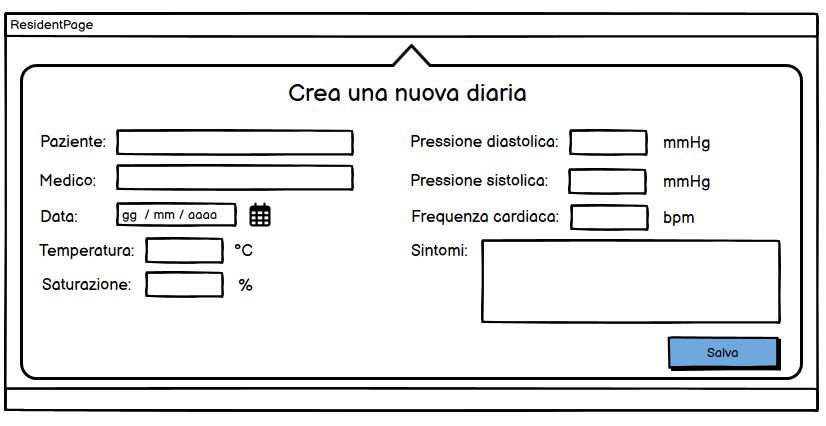 ResidentPage
Crea una nuova diaria
Paziente:
Medico:
Data: gg / mm / aaaa
Temperatura: °C
Saturazione: %
Pressione diastolica: mmHg
Pressione sistolica: mmHg
Frequenza cardiaca: bpm
Sintomi:
Salva